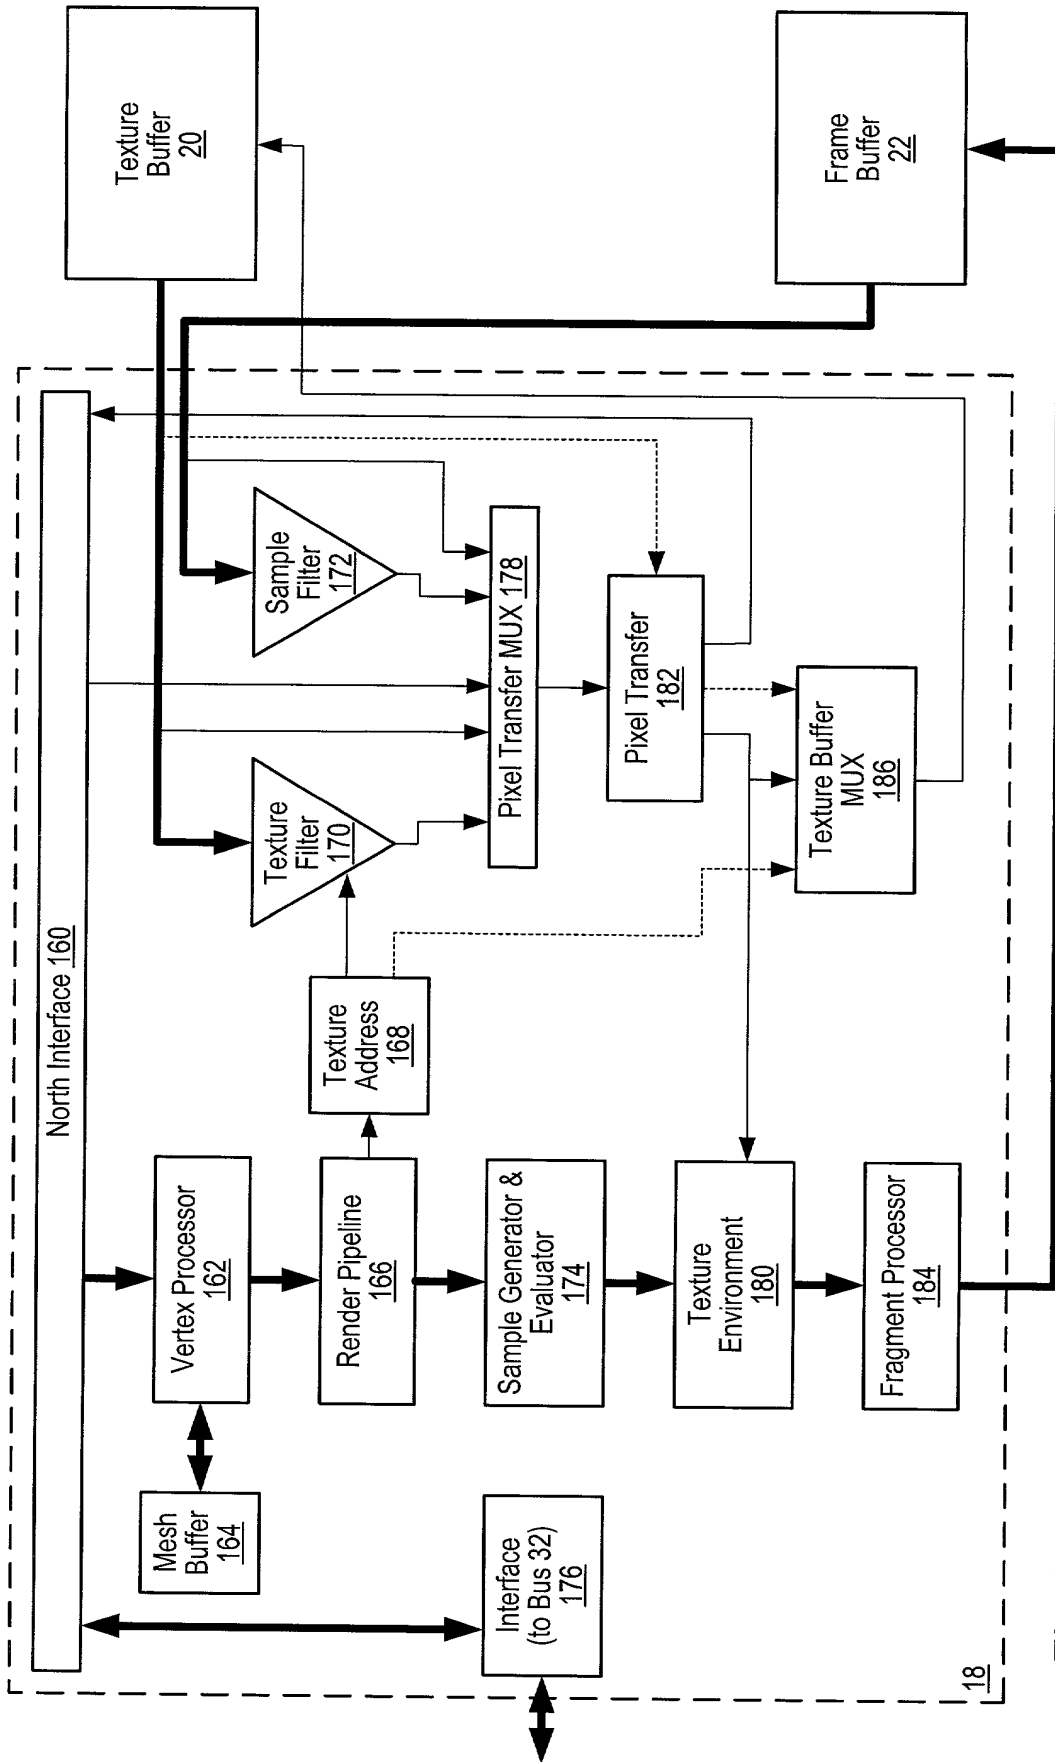 North Interface 160
Mesh
Buffer
164
Vertex Processor
162
Render Pipeline
166
Texture
Address
168
Texture
Filter
170
Sample
Filter
172
Texture
Buffer
20
Interface
(to Bus 32)
176
Sample Generator &
Evaluator
174
Pixel Transfer MUX 178
Texture
Environment
180
Pixel Transfer
182
Fragment Processor
184
Texture Buffer
MUX
186
Frame
Buffer
22
18